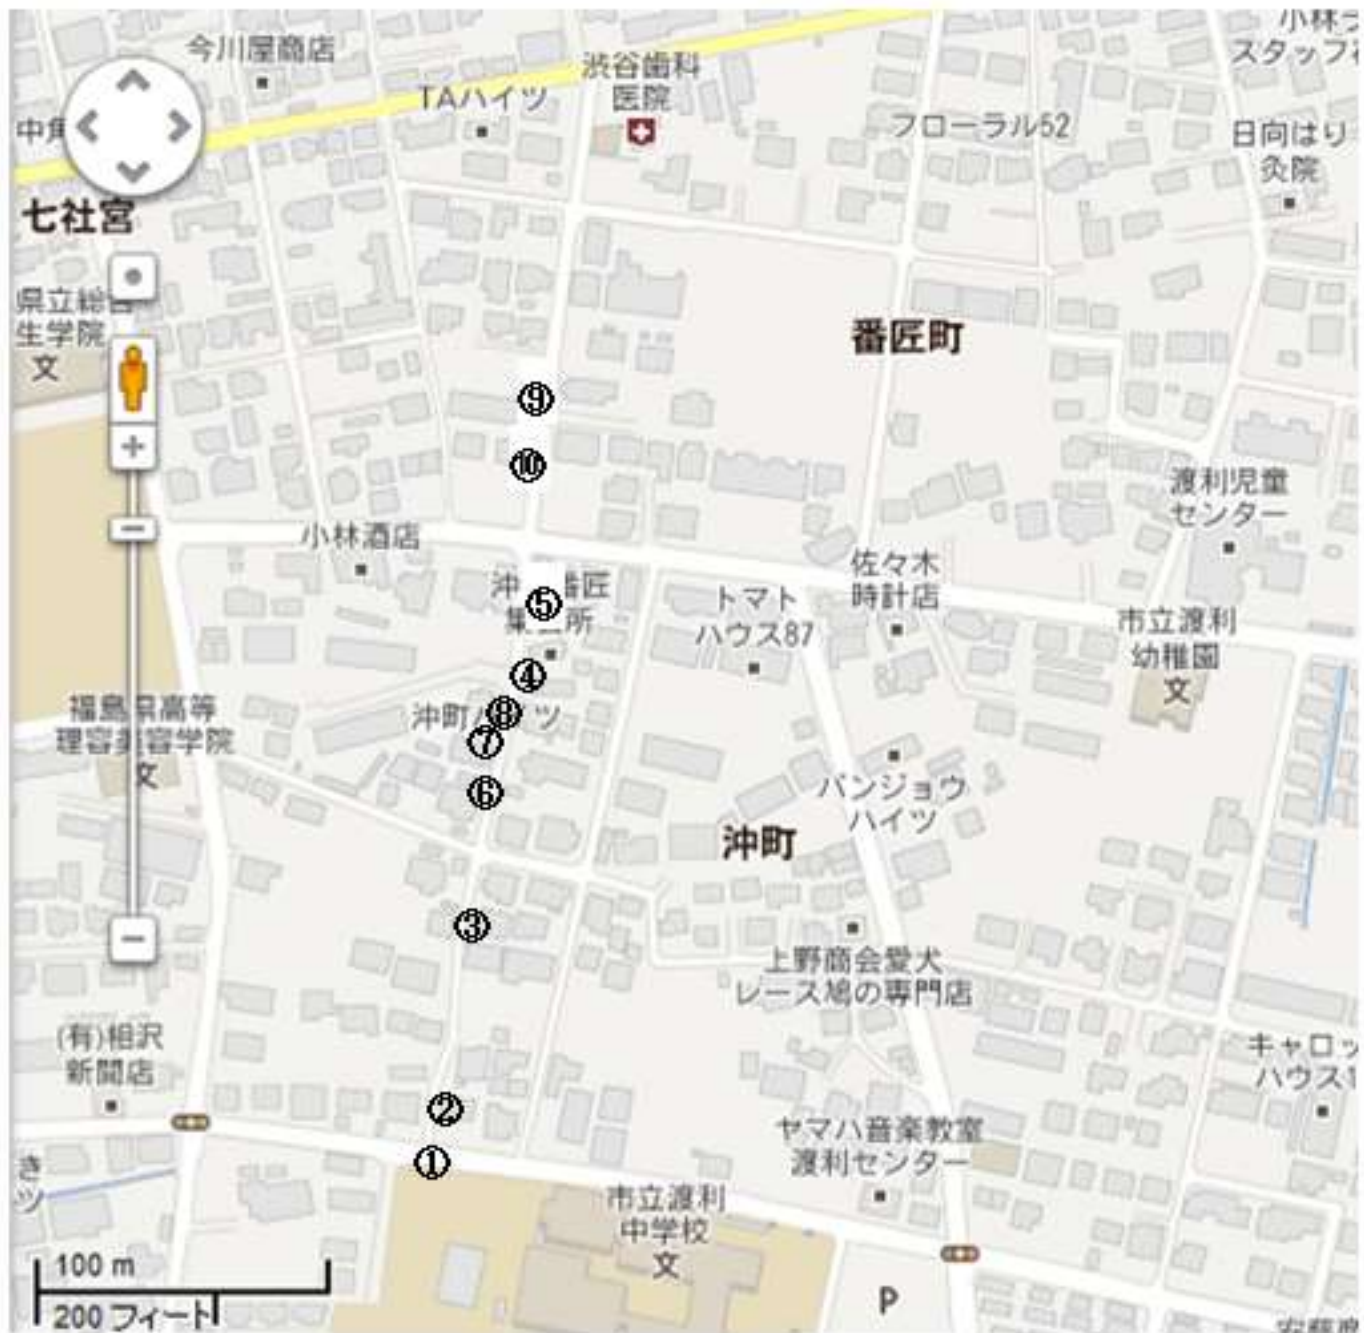 小林
スタッフ
今川屋商店
渋谷歯科
医院
TAハイツ
フローラル52
日向はり
灸院
中角
七社宮
県立総合
生学院
文
番匠町
⑨
⑩
渡利児童
センター
小林酒店
佐々木
時計店
沖 番匠
⑤
集 所
トマト
ハウス87
市立渡利
幼稚園
文
④
福島県高等
理容美容学院
文
沖町 ⑧ ツ
⑦
⑥
バンジョウ
ハイツ
沖町
③
上野商会愛犬
レース鳩の専門店
(有)相沢
新聞店
キャロッ
ハウス1
②
ヤマハ音楽教室
渡利センター
①
き
ツ
市立渡利
中学校
文
100 m
200 フィート
P